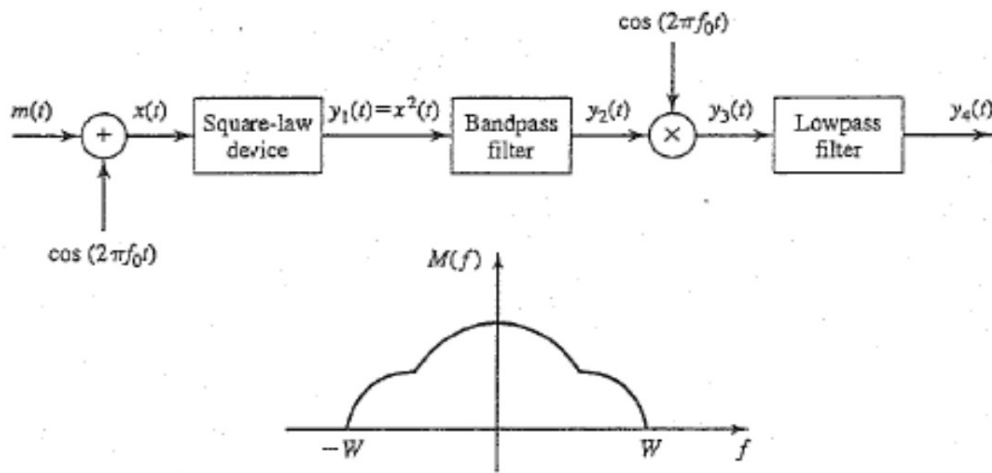 cos (2πf₀t)
m(t)
x(t)
Square-law
device
y₁(t)=x²(t)
Bandpass
filter
y₂(t)
y₃(t)
Lowpass
filter
y₄(t)
+
×
cos (2πf₀t)
M(f)
−W
W
f